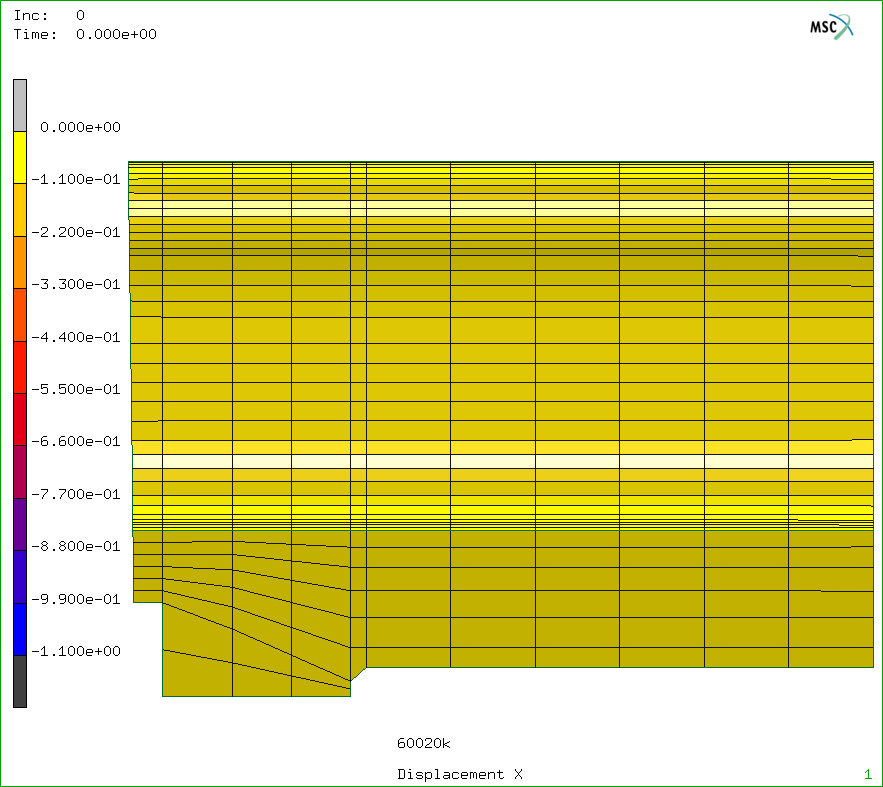 Inc: 0
Time: 0.000e+00
MSC
0.000e+00
-1.100e-01
-2.200e-01
-3.300e-01
-4.400e-01
-5.500e-01
-6.600e-01
-7.700e-01
-8.800e-01
-9.900e-01
-1.100e+00
60020k
Displacement X
1